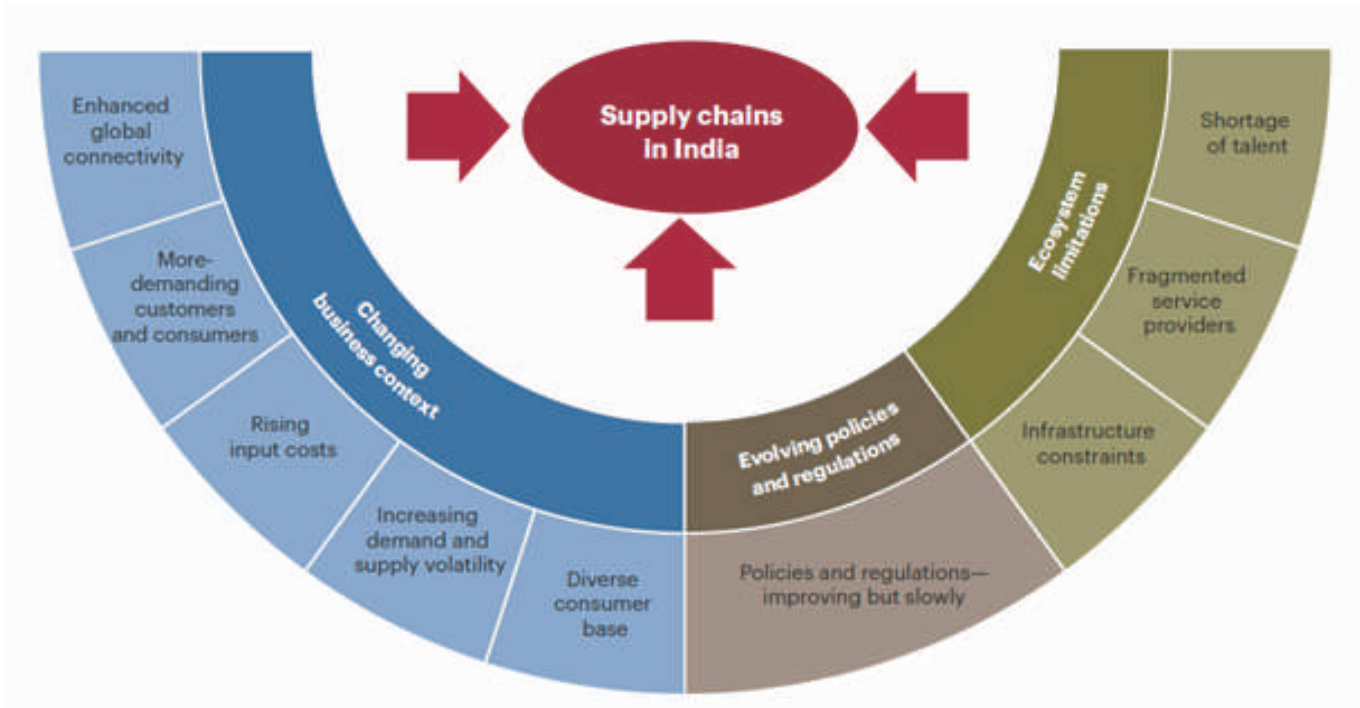 Supply chains
in India
Enhanced
global
connectivity
More-
demanding
customers
and consumers
Rising
input costs
Increasing
demand and
supply volatility
Diverse
consumer
base
Changing
business context
Evolving policies
and regulations
Policies and regulations—
improving but slowly
Ecosystem
limitations
Shortage
of talent
Fragmented
service
providers
Infrastructure
constraints